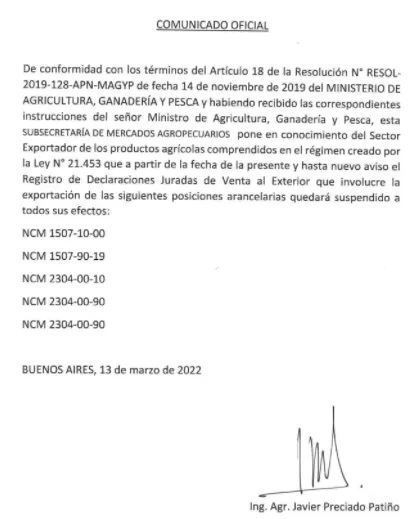 COMUNICADO OFICIAL
De conformidad con los términos del Artículo 18 de la Resolución N° RESOL-
2019-128-APN-MAGYP de fecha 14 de noviembre de 2019 del MINISTERIO DE
AGRICULTURA, GANADERÍA Y PESCA y habiendo recibido las correspondientes
instrucciones del señor Ministro de Agricultura, Ganadería y Pesca, esta
SUBSECRETARÍA DE MERCADOS AGROPECUARIOS pone en conocimiento del Sector
Exportador de los productos agrícolas comprendidos en el régimen creado por
la Ley N° 21.453 que a partir de la fecha de la presente y hasta nuevo aviso el
Registro de Declaraciones Juradas de Venta al Exterior que involucre la
exportación de las siguientes posiciones arancelarias quedará suspendido a
todos sus efectos:
NCM 1507-10-00
NCM 1507-90-19
NCM 2304-00-10
NCM 2304-00-90
NCM 2304-00-90
BUENOS AIRES, 13 de marzo de 2022
Ing. Agr. Javier Preciado Patiño